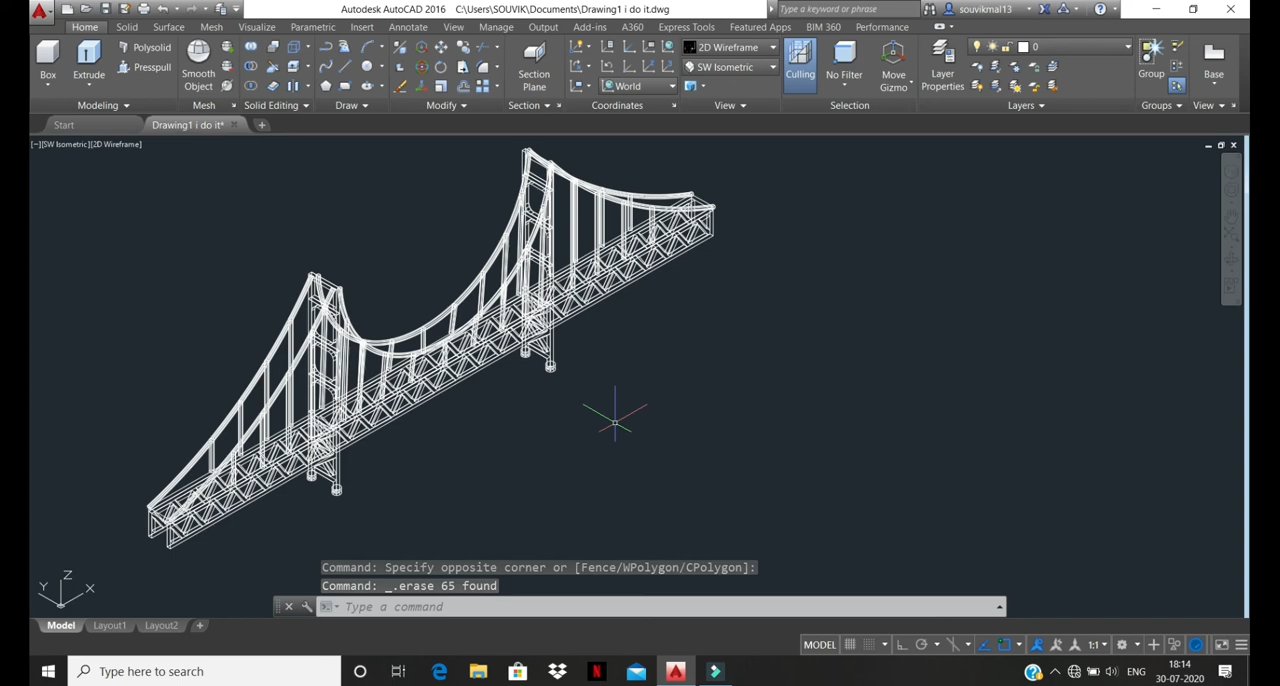 Autodesk AutoCAD 2016 C:\Users\SOUVIK\Documents\Drawing1 i do it.dwg
Type a keyword or phrase
souvikmal13
Home Solid Surface Mesh Visualize Parametric Insert Annotate View Manage Output Add-ins A360 Express Tools Featured Apps BIM 360 Performance
Box
Extrude
Polysolid
Presspull
Smooth
Object
Section
Plane
World
2D Wireframe
SW Isometric
Culling
No Filter
Move
Gizmo
Layer
Properties
0
Group
Base
Modeling Mesh Solid Editing Draw Modify Section Coordinates View Selection Layers Groups View
Start Drawing1 i do it*
[−][SW Isometric][2D Wireframe]
Z
Y X
Command: Specify opposite corner or [Fence/WPolygon/CPolygon]:
Command: _.erase 65 found
Type a command
Model Layout1 Layout2
MODEL 1:1
Type here to search
ENG
18:14
30-07-2020